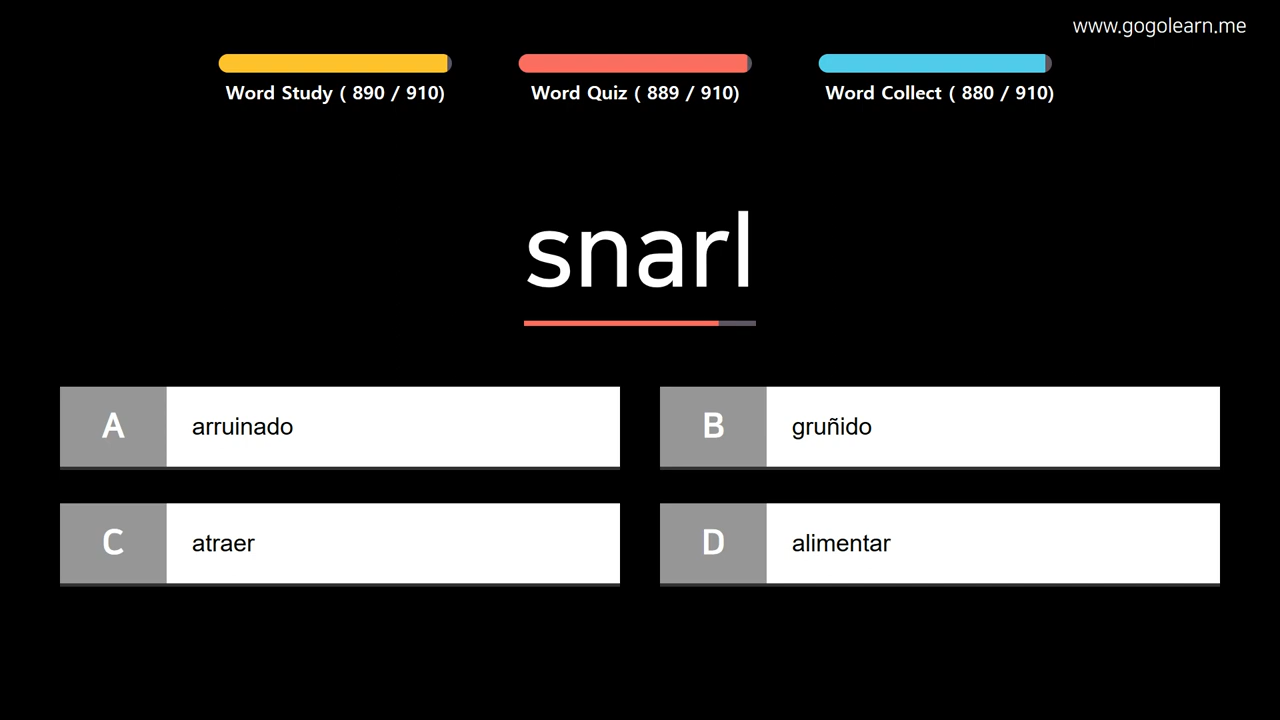 www.gogolearn.me
Word Study ( 890 / 910)
Word Quiz ( 889 / 910)
Word Collect ( 880 / 910)
snarl
A arruinado
B gruñido
C atraer
D alimentar